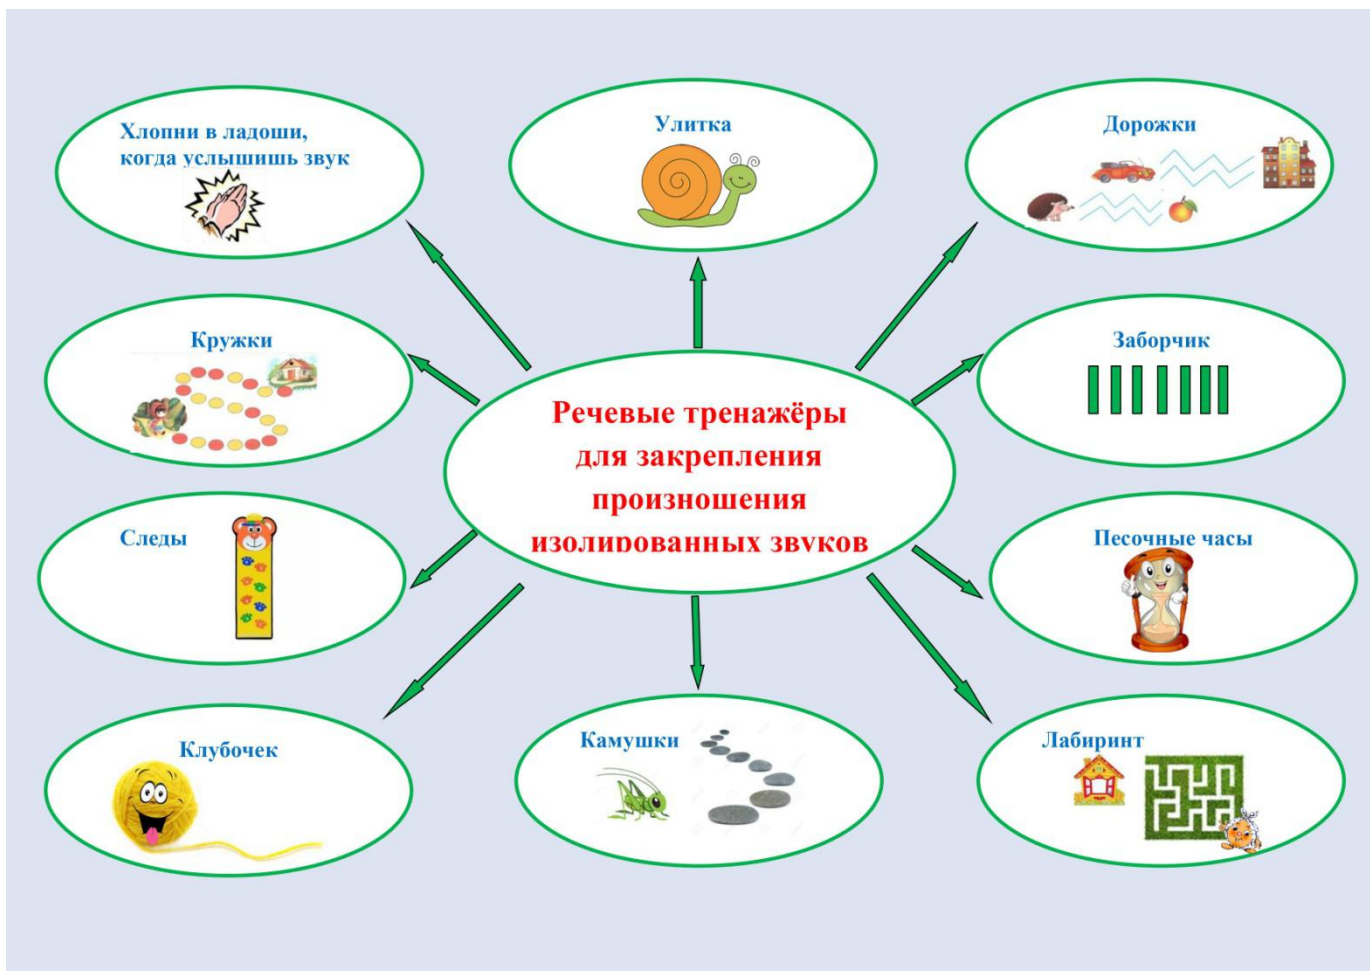 Хлопни в ладоши,
когда услышишь звук
Улитка
Дорожки
Кружки
Заборчик
Речевые тренажёры
для закрепления
произношения
изолированных звуков
Следы
Песочные часы
Клубочек
Камушки
Лабиринт